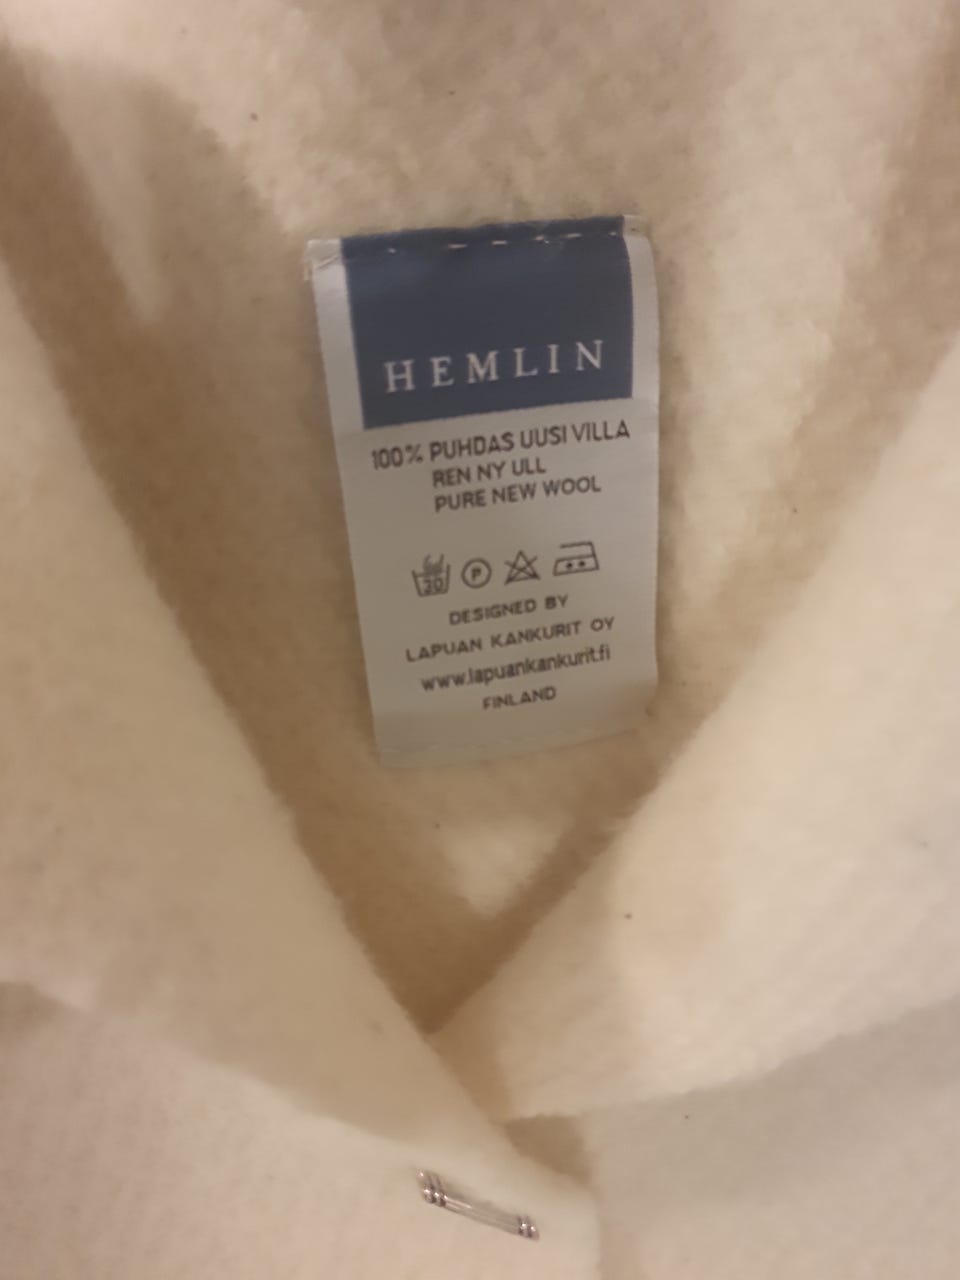 HEMLIN
100% PUHDAS UUSI VILLA
REN NY ULL
PURE NEW WOOL
30 P
DESIGNED BY
LAPUAN KANKURIT OY
www.lapuankankurit.fi
FINLAND